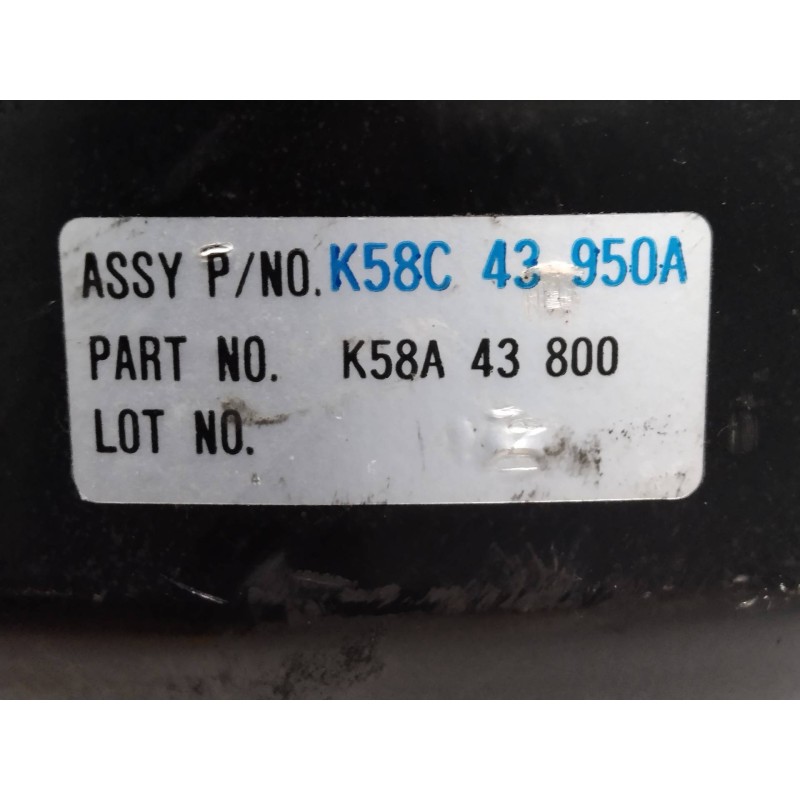 ASSY P/NO. K58C 43 950A
PART NO. K58A 43 800
LOT NO.